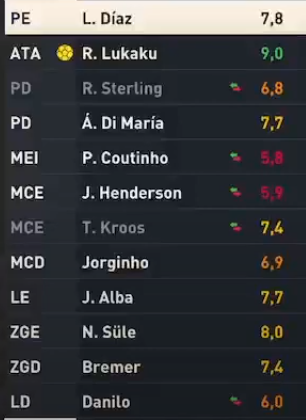 PE L. Díaz 7,8
ATA R. Lukaku 9,0
PD R. Sterling 6,8
PD Á. Di María 7,7
MEI P. Coutinho 5,8
MCE J. Henderson 5,9
MCE T. Kroos 7,4
MCD Jorginho 6,9
LE J. Alba 7,7
ZGE N. Süle 8,0
ZGD Bremer 7,4
LD Danilo 6,0